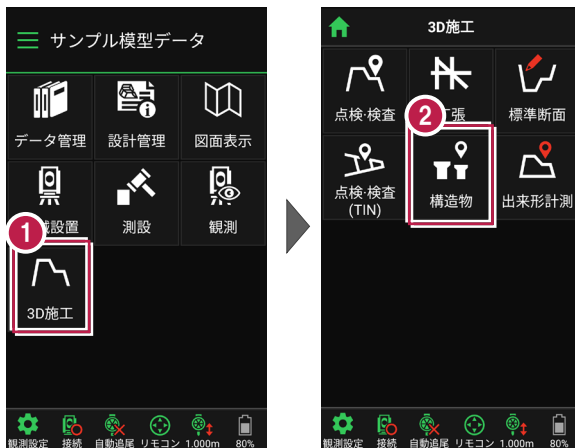 サンプル模型データ
データ管理
設計管理
図面表示
械設置
測設
観測
1
3D施工
観測設定
接続
自動追尾
リモコン
1.000m
80%
3D施工
点検・検査
丁張
標準断面
2
点検・検査
(TIN)
構造物
出来形計測
観測設定
接続
自動追尾
リモコン
1.000m
80%